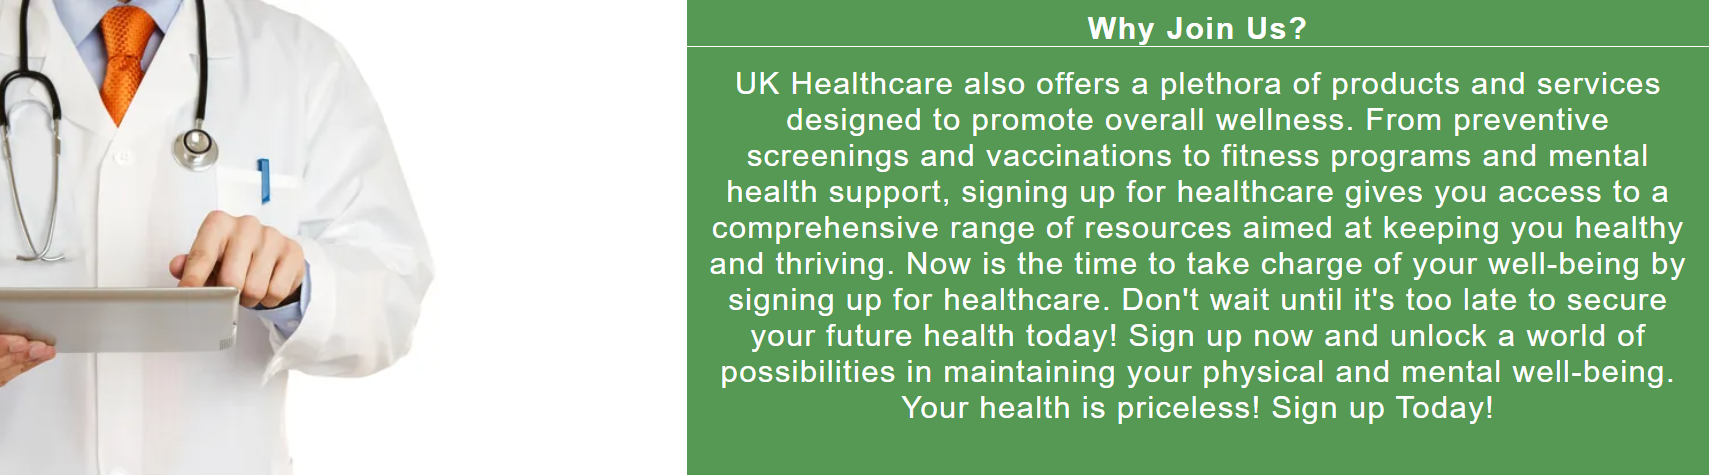 Why Join Us?
UK Healthcare also offers a plethora of products and services
designed to promote overall wellness. From preventive
screenings and vaccinations to fitness programs and mental
health support, signing up for healthcare gives you access to a
comprehensive range of resources aimed at keeping you healthy
and thriving. Now is the time to take charge of your well-being by
signing up for healthcare. Don't wait until it's too late to secure
your future health today! Sign up now and unlock a world of
possibilities in maintaining your physical and mental well-being.
Your health is priceless! Sign up Today!